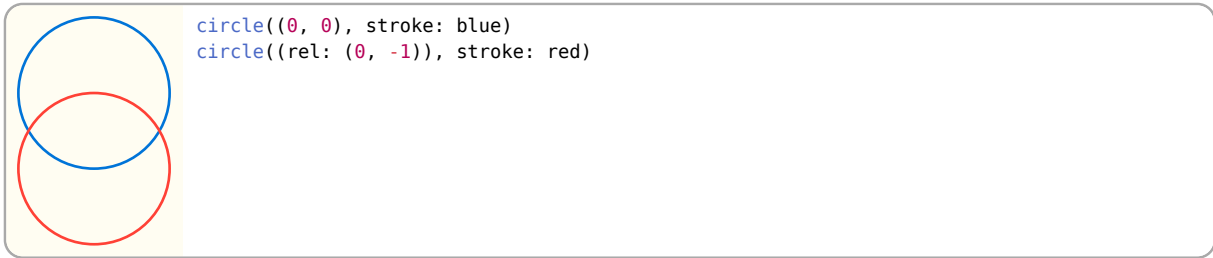 circle((0, 0), stroke: blue)
circle((rel: (0, -1)), stroke: red)